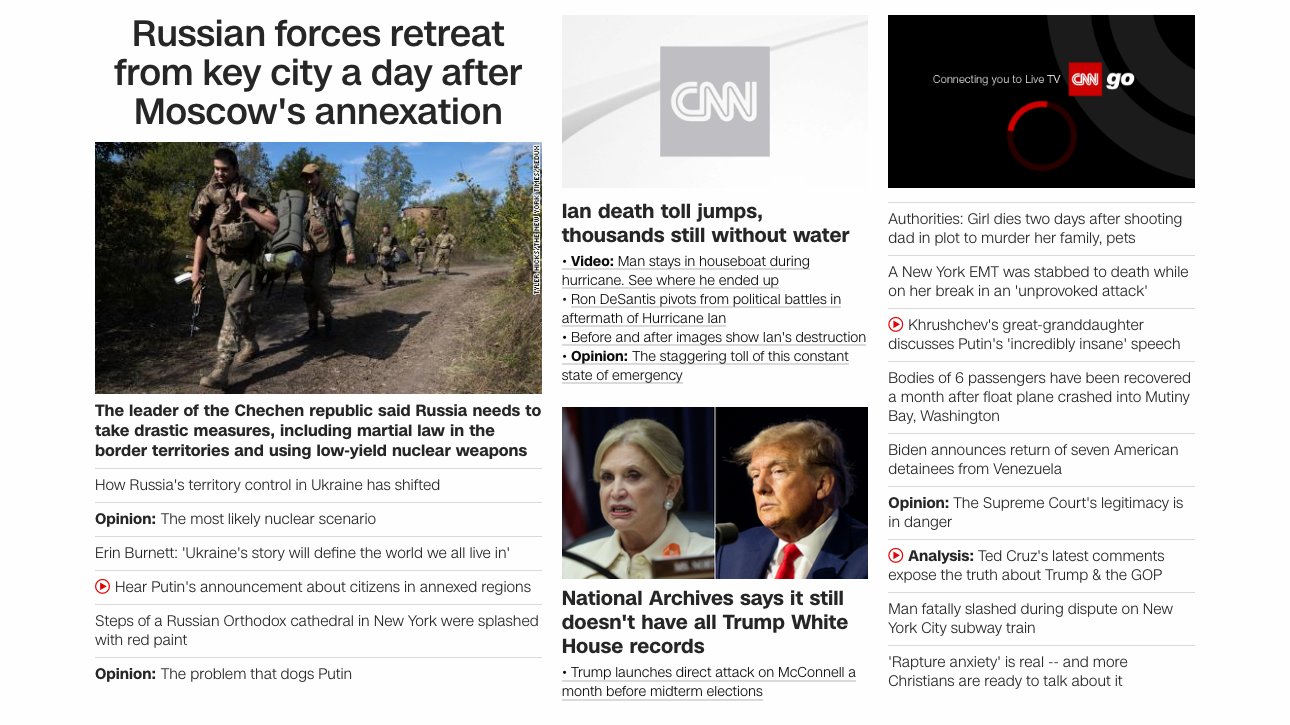 Russian forces retreat
from key city a day after
Moscow's annexation
TYLER HICKS/THE NEW YORK TIMES/REDUX
The leader of the Chechen republic said Russia needs to
take drastic measures, including martial law in the
border territories and using low-yield nuclear weapons
How Russia's territory control in Ukraine has shifted
Opinion: The most likely nuclear scenario
Erin Burnett: 'Ukraine's story will define the world we all live in'
Hear Putin's announcement about citizens in annexed regions
Steps of a Russian Orthodox cathedral in New York were splashed
with red paint
Opinion: The problem that dogs Putin
CNN
Ian death toll jumps,
thousands still without water
• Video: Man stays in houseboat during
hurricane. See where he ended up
• Ron DeSantis pivots from political battles in
aftermath of Hurricane Ian
• Before and after images show Ian's destruction
• Opinion: The staggering toll of this constant
state of emergency
National Archives says it still
doesn't have all Trump White
House records
• Trump launches direct attack on McConnell a
month before midterm elections
Connecting you to Live TV CNN go
Authorities: Girl dies two days after shooting
dad in plot to murder her family, pets
A New York EMT was stabbed to death while
on her break in an 'unprovoked attack'
Khrushchev's great-granddaughter
discusses Putin's 'incredibly insane' speech
Bodies of 6 passengers have been recovered
a month after float plane crashed into Mutiny
Bay, Washington
Biden announces return of seven American
detainees from Venezuela
Opinion: The Supreme Court's legitimacy is
in danger
Analysis: Ted Cruz's latest comments
expose the truth about Trump & the GOP
Man fatally slashed during dispute on New
York City subway train
'Rapture anxiety' is real -- and more
Christians are ready to talk about it